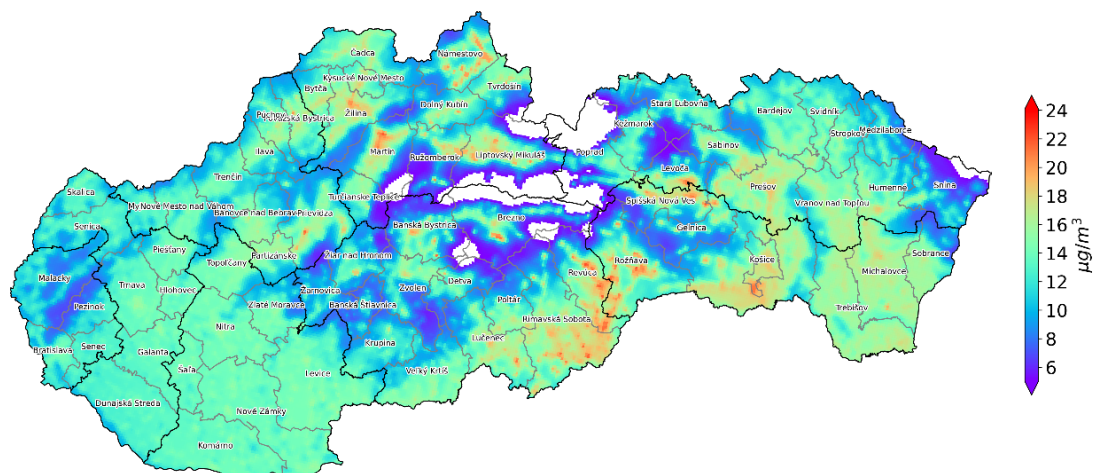 Čadca
Námestovo
Kysucké Nové Mesto
Bytča
Tvrdošín
Dolný Kubín
Žilina
Púchov
Považská Bystrica
Ilava
Martin
Ružomberok
Liptovský Mikuláš
Poprad
Kežmarok
Stará Ľubovňa
Bardejov
Svidník
Stropkov
Medzilaborce
Sabinov
Levoča
Prešov
Humenné
Snina
Vranov nad Topľou
Skalica
Trenčín
Turčianske Teplice
Myjava
Nové Mesto nad Váhom
Bánovce nad Bebravou
Prievidza
Senica
Banská Bystrica
Brezno
Spišská Nová Ves
Gelnica
Piešťany
Partizánske
Topoľčany
Žiar nad Hronom
Malacky
Trnava
Hlohovec
Zvolen
Detva
Revúca
Rožňava
Košice
Sobrance
Michalovce
Pezinok
Zlaté Moravce
Žarnovica
Banská Štiavnica
Poltár
Trebišov
Nitra
Rimavská Sobota
Bratislava
Senec
Galanta
Krupina
Lučenec
Šaľa
Levice
Veľký Krtíš
Dunajská Streda
Nové Zámky
Komárno
24
22
20
18
16
14
12
10
8
6
μg/m³